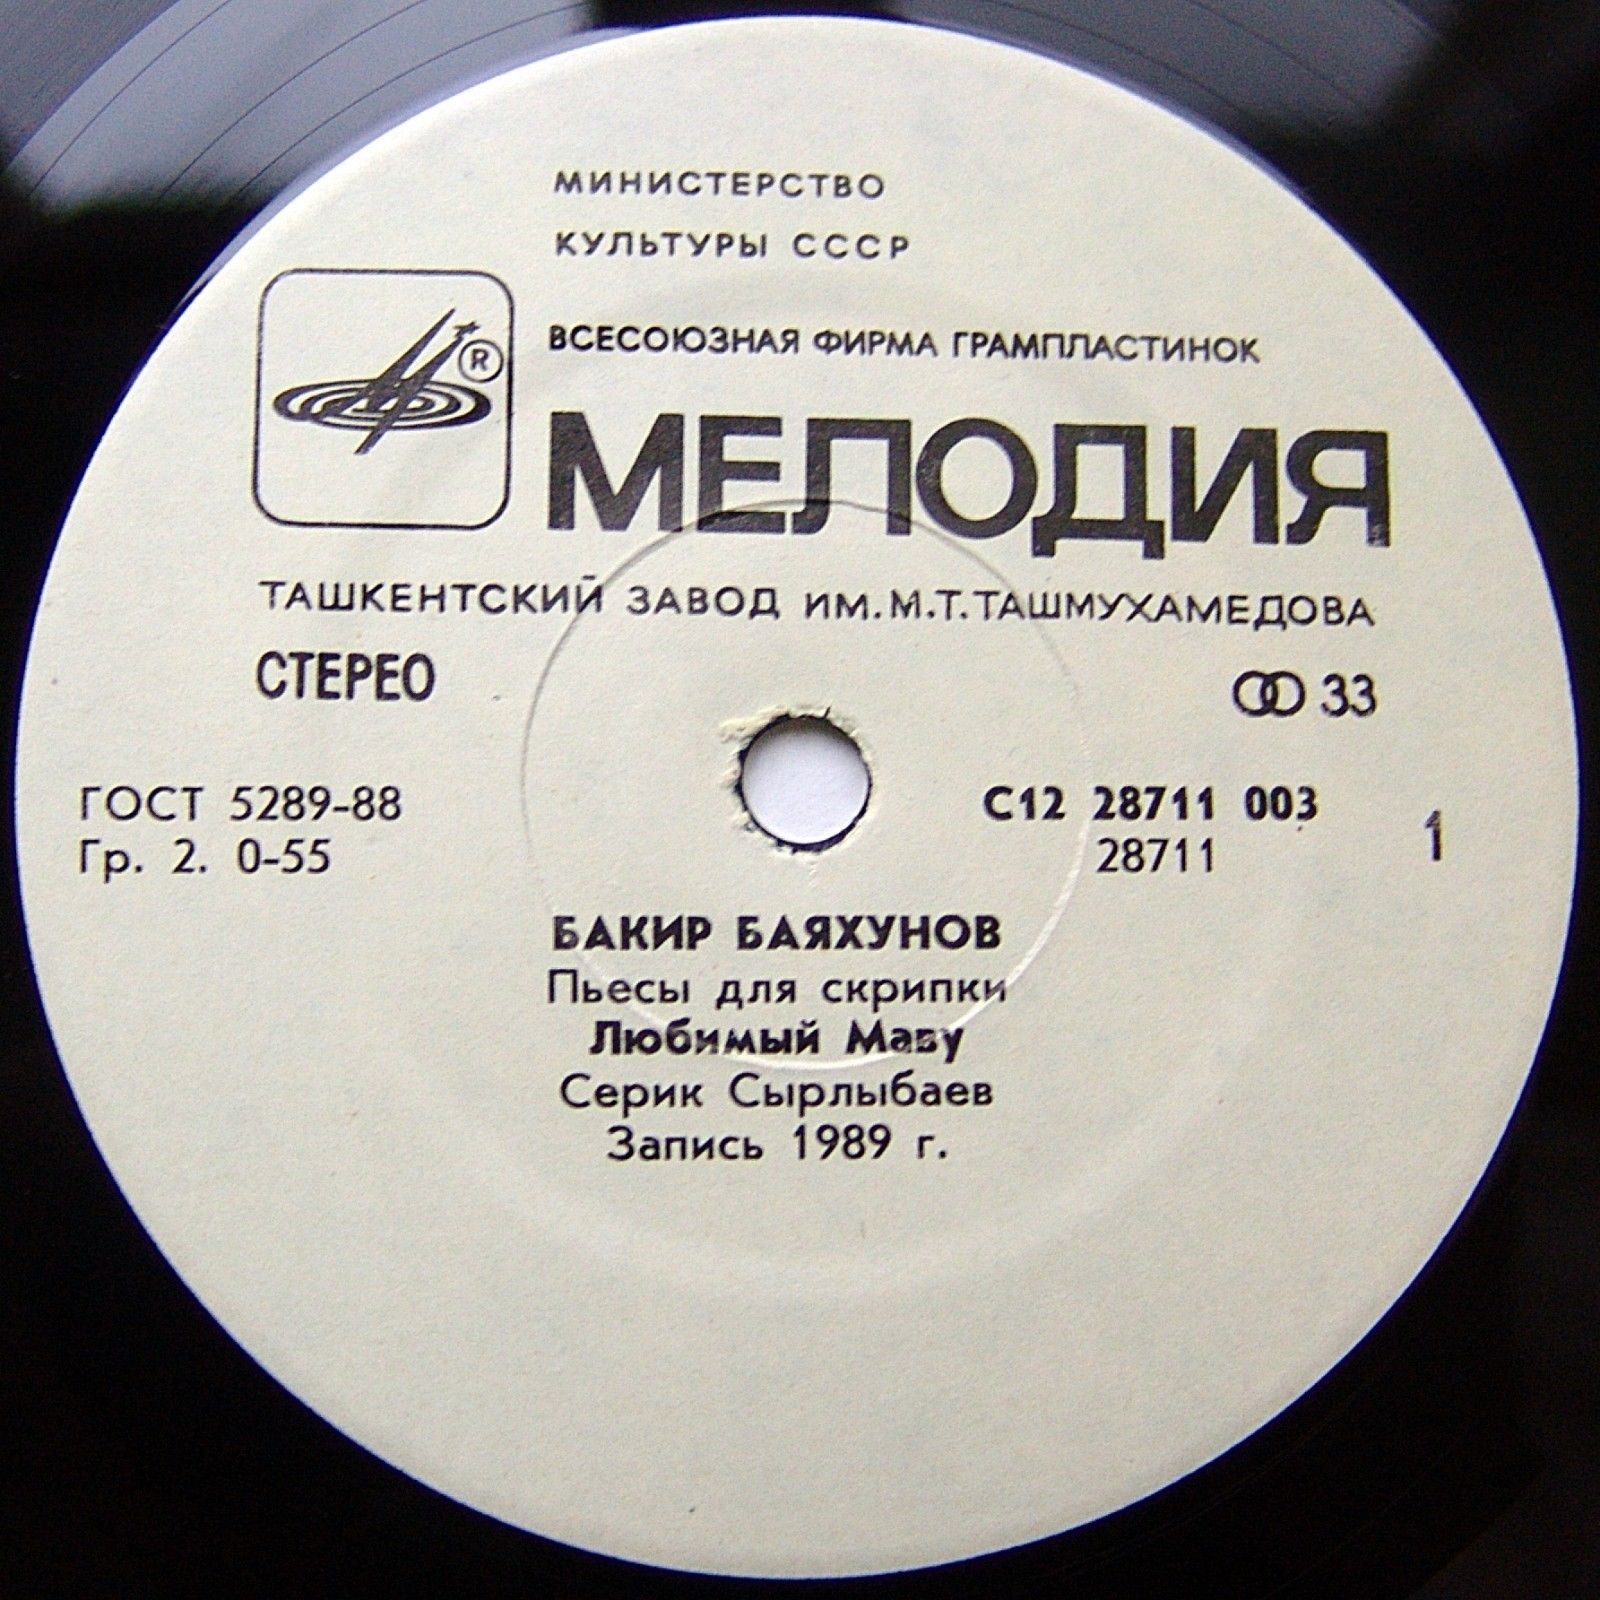 МИНИСТЕРСТВО
КУЛЬТУРЫ СССР
ВСЕСОЮЗНАЯ ФИРМА ГРАМПЛАСТИНОК
®
МЕЛОДИЯ
ТАШКЕНТСКИЙ ЗАВОД ИМ. М.Т. ТАШМУХАМЕДОВА
СТЕРЕО 33
ГОСТ 5289-88 С12 28711 003
Гр. 2. 0-55 28711 1
БАКИР БАЯХУНОВ
Пьесы для скрипки
Любимый Маву
Серик Сырлыбаев
Запись 1989 г.